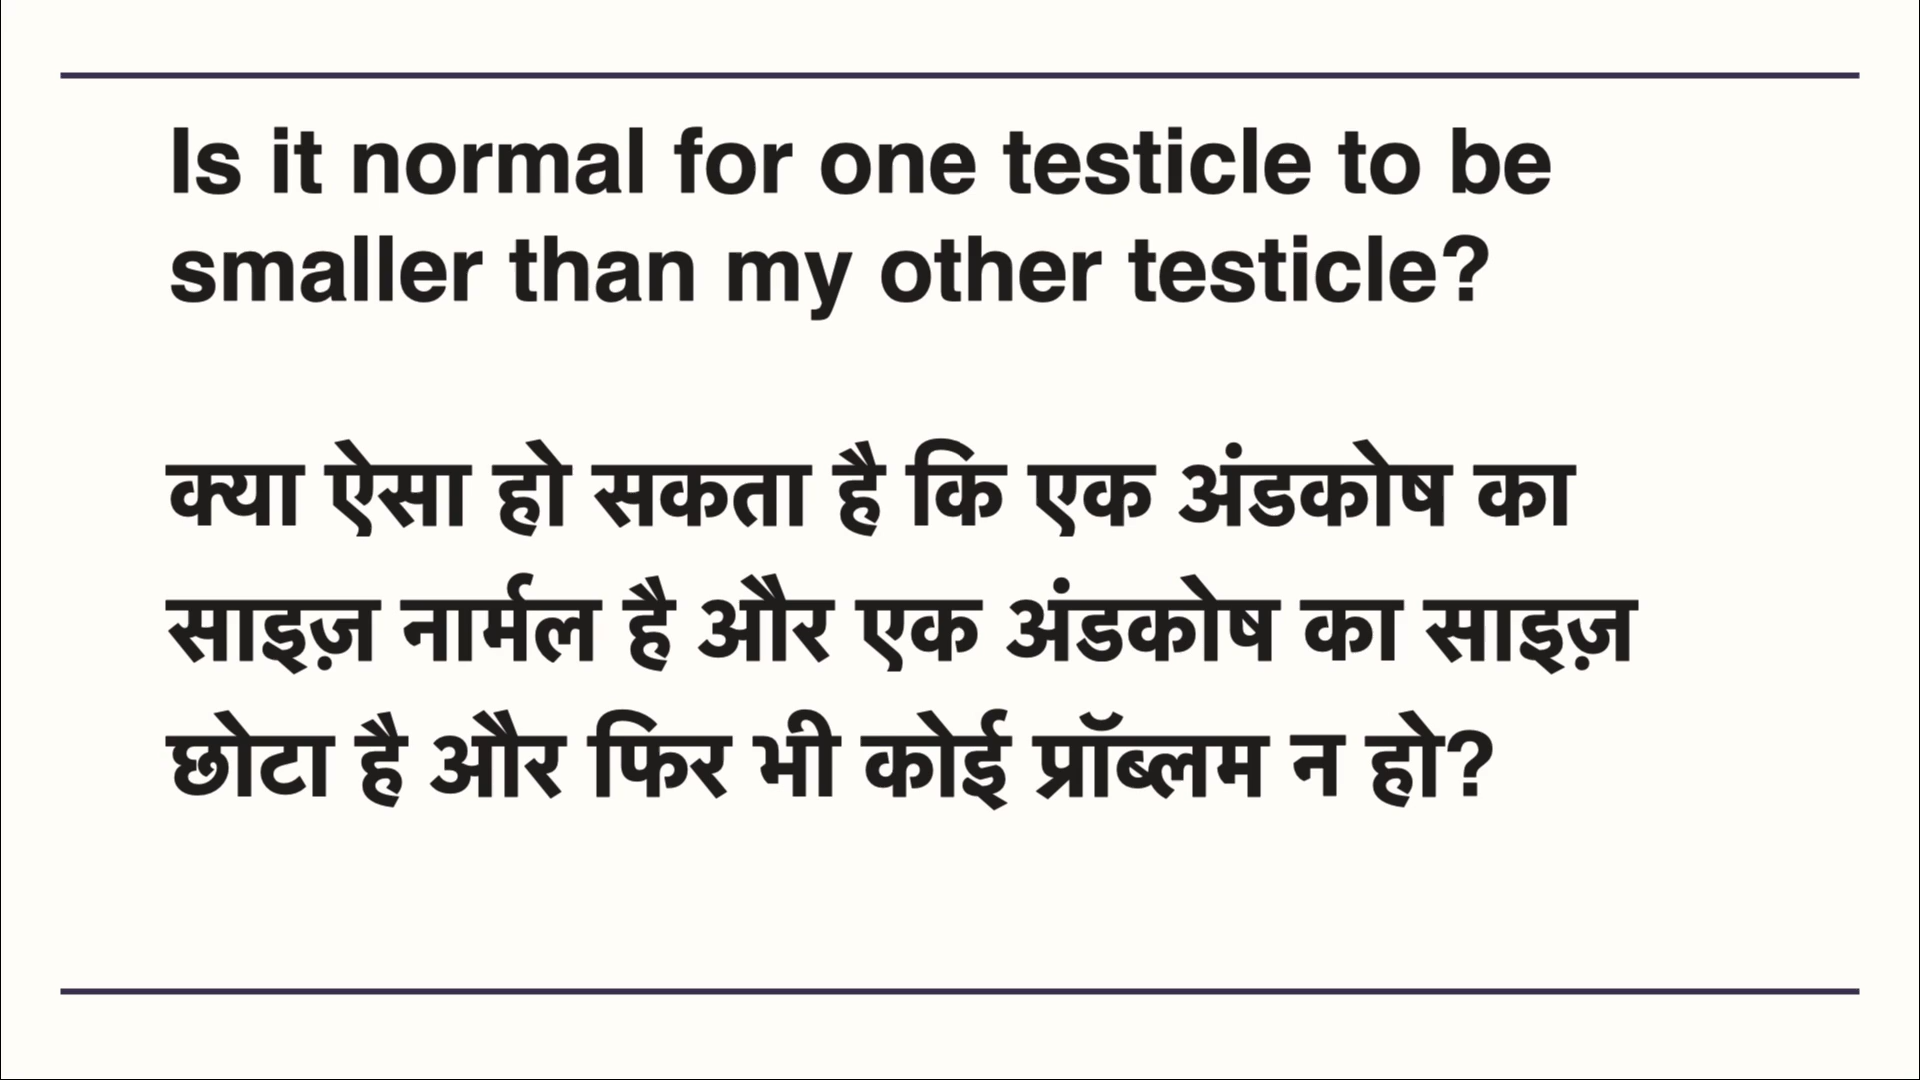 Is it normal for one testicle to be
smaller than my other testicle?
क्या ऐसा हो सकता है कि एक अंडकोष का
साइज़ नार्मल है और एक अंडकोष का साइज़
छोटा है और फिर भी कोई प्रॉब्लम न हो?